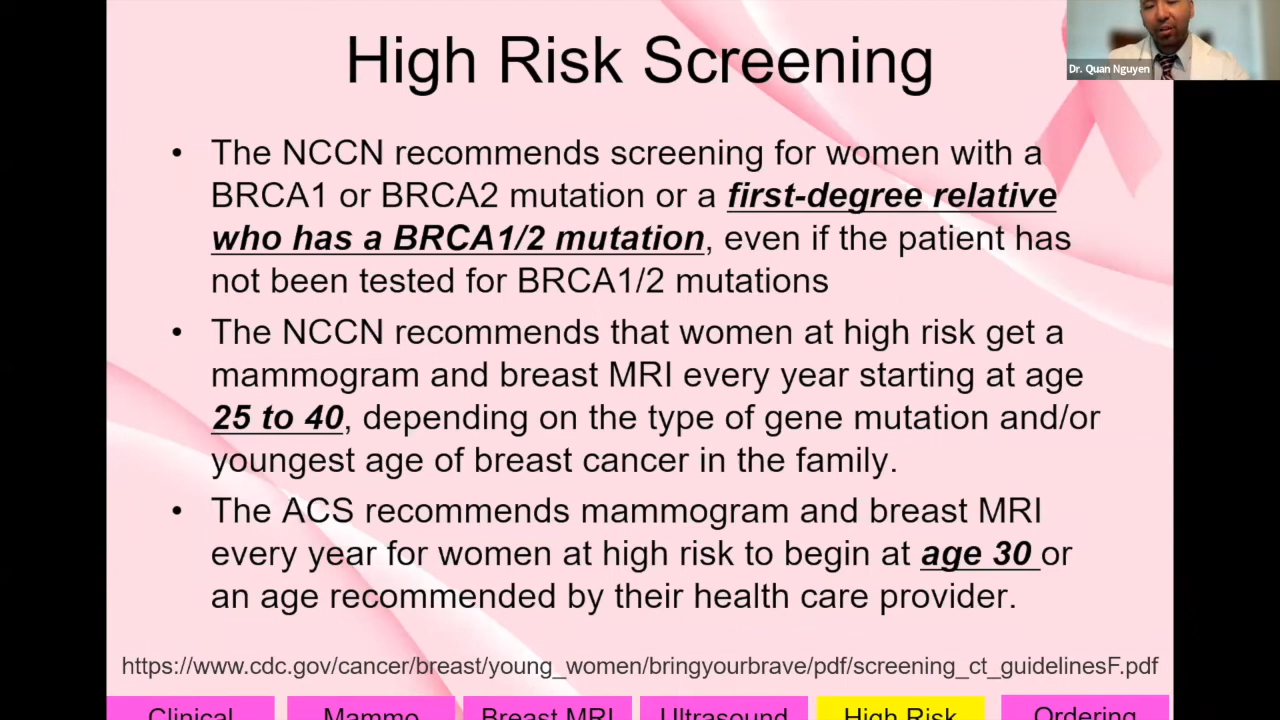 High Risk Screening
Dr. Quan Nguyen
• The NCCN recommends screening for women with a
BRCA1 or BRCA2 mutation or a first-degree relative
who has a BRCA1/2 mutation, even if the patient has
not been tested for BRCA1/2 mutations
• The NCCN recommends that women at high risk get a
mammogram and breast MRI every year starting at age
25 to 40, depending on the type of gene mutation and/or
youngest age of breast cancer in the family.
• The ACS recommends mammogram and breast MRI
every year for women at high risk to begin at age 30 or
an age recommended by their health care provider.
https://www.cdc.gov/cancer/breast/young_women/bringyourbrave/pdf/screening_ct_guidelinesF.pdf
Clinical Mammo Breast MRI Ultrasound High Risk Ordering